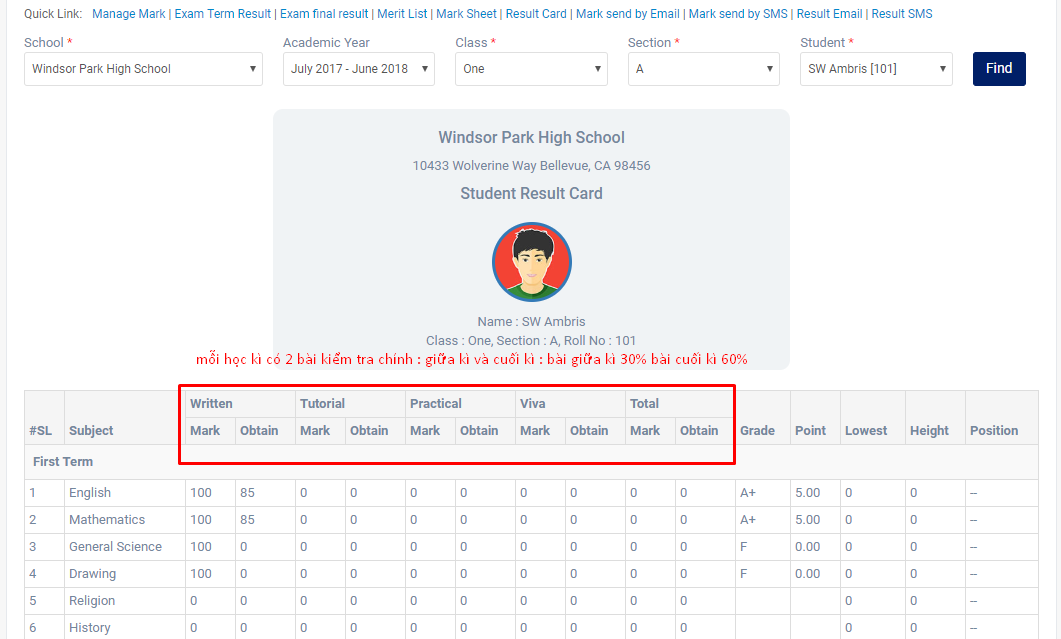 Quick Link: Manage Mark | Exam Term Result | Exam final result | Merit List | Mark Sheet | Result Card | Mark send by Email | Mark send by SMS | Result Email | Result SMS
School * Academic Year Class * Section * Student *
Windsor Park High School July 2017 - June 2018 One A SW Ambris [101] Find
Windsor Park High School
10433 Wolverine Way Bellevue, CA 98456
Student Result Card
Name : SW Ambris
Class : One, Section : A, Roll No : 101
mỗi học kì có 2 bài kiểm tra chính : giữa kì và cuối kì : bài giữa kì 30% bài cuối kì 60%
Written Tutorial Practical Viva Total
#SL Subject Mark Obtain Mark Obtain Mark Obtain Mark Obtain Mark Obtain Grade Point Lowest Height Position
First Term
1 English 100 85 0 0 0 0 0 0 0 0 A+ 5.00 0 0 --
2 Mathematics 100 85 0 0 0 0 0 0 0 0 A+ 5.00 0 0 --
3 General Science 100 0 0 0 0 0 0 0 0 0 F 0.00 0 0 --
4 Drawing 100 0 0 0 0 0 0 0 0 0 F 0.00 0 0 --
5 Religion 0 0 0 0 0 0 0 0 0 0 0 0 --
6 History 0 0 0 0 0 0 0 0 0 0 0 0 --